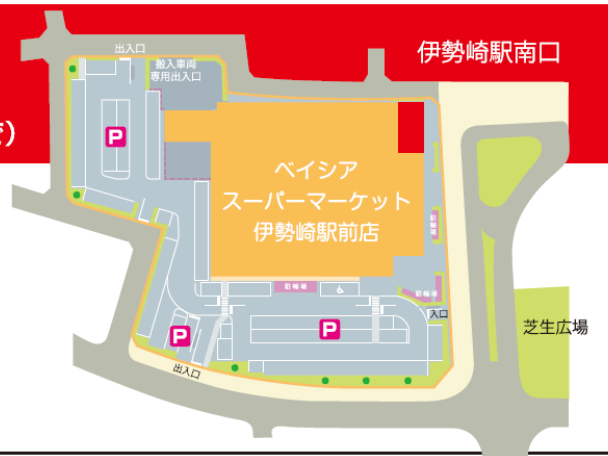 出入口
伊勢崎駅南口
搬入車両
専用出入口
で)
P
ベイシア
スーパーマーケット
伊勢崎駅前店
駐輪場
駐輪場
駐輪場
入口
P
P
芝生広場
出入口